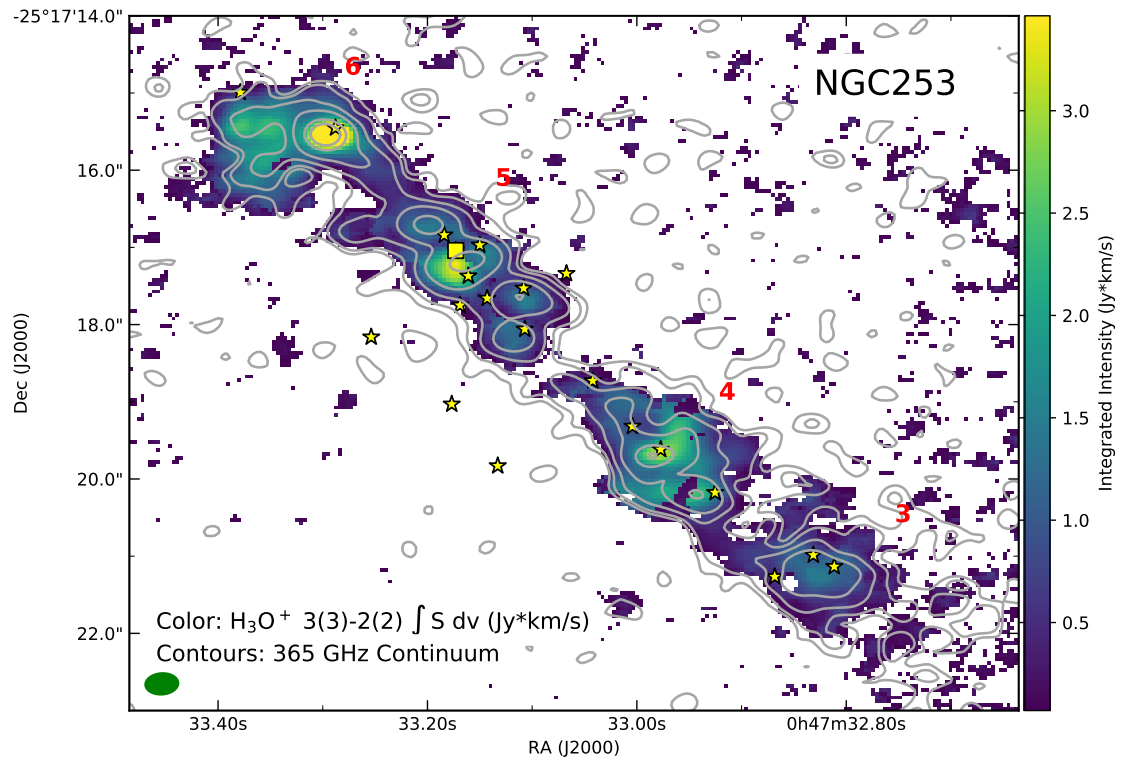 -25°17'14.0"
6
NGC253
3.0
16.0"
5
2.5
18.0"
2.0
4
1.5
20.0"
3
1.0
Color: H₃O⁺ 3(3)-2(2) ∫ S dv (Jy*km/s)
0.5
22.0"
Contours: 365 GHz Continuum
33.40s 33.20s 33.00s 0h47m32.80s
RA (J2000)
Dec (J2000)
Integrated Intensity (Jy*km/s)